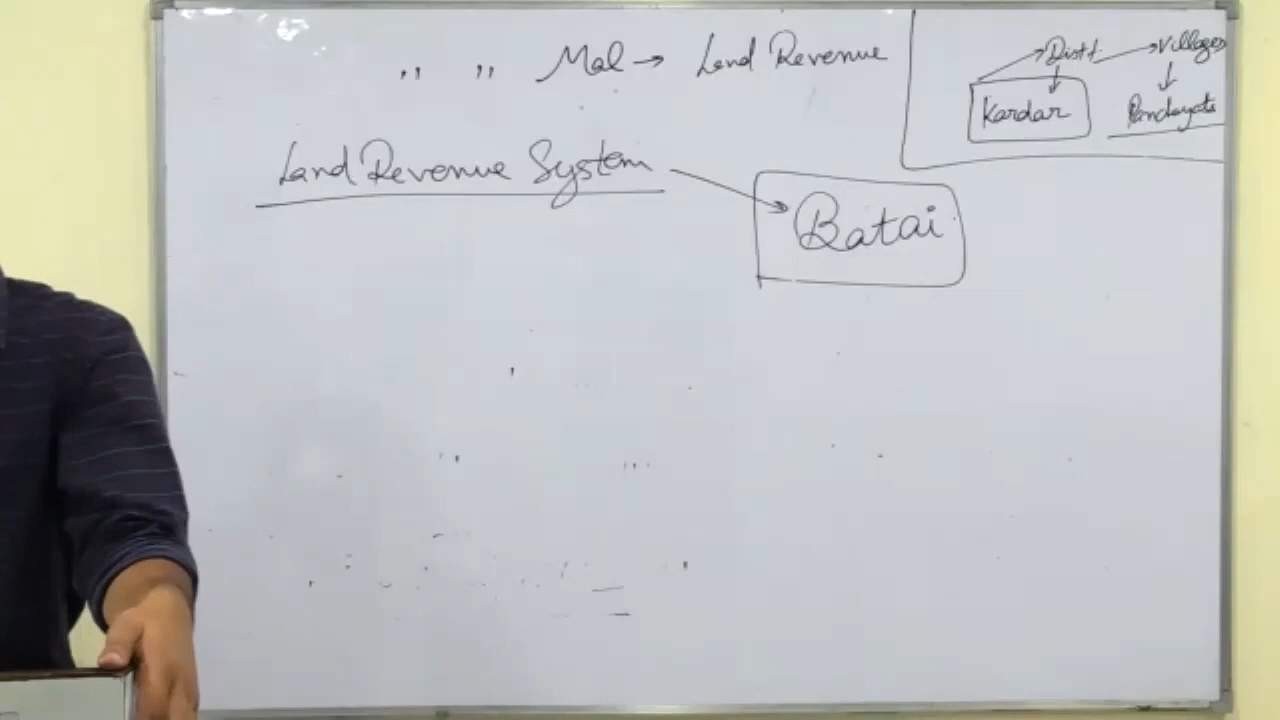 " " Mal → Land Revenue
Distt → Villages
Kardar
Panchayats
Land Revenue System → Batai